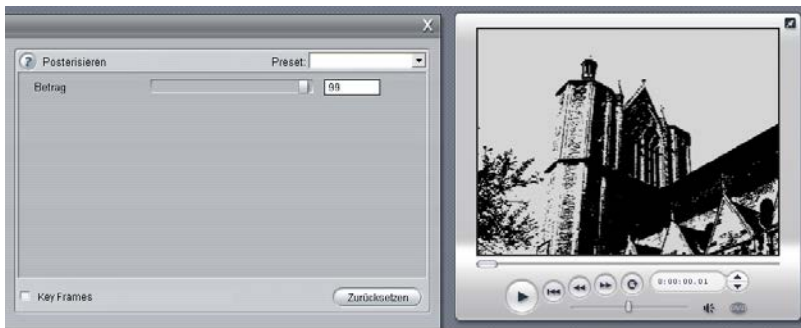 X
? Posterisieren Preset:
Betrag 99
Key Frames Zurücksetzen
0:00:00.01